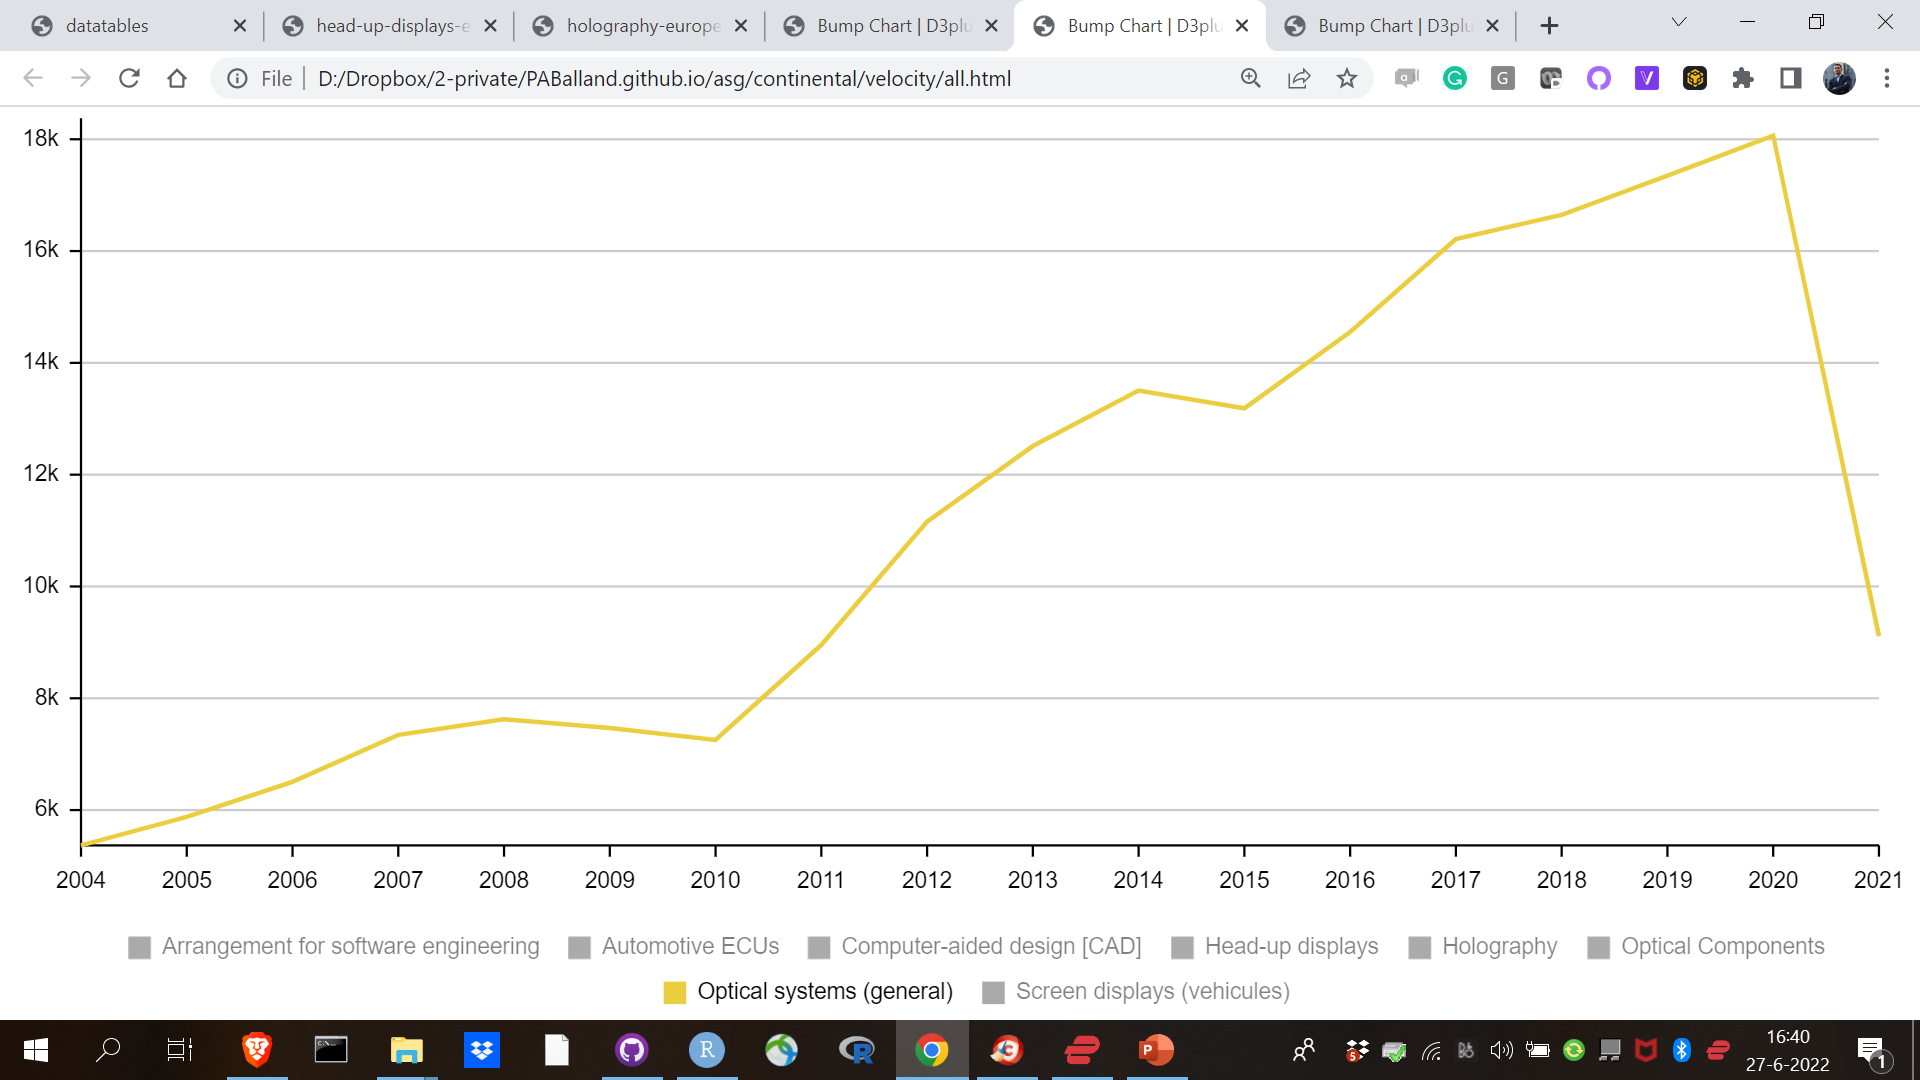 datatables
head-up-displays-e
holography-europe
Bump Chart | D3plu
Bump Chart | D3plu
Bump Chart | D3plu
File
D:/Dropbox/2-private/PABalland.github.io/asg/continental/velocity/all.html
18k
16k
14k
12k
10k
8k
6k
2004 2005 2006 2007 2008 2009 2010 2011 2012 2013 2014 2015 2016 2017 2018 2019 2020 2021
Arrangement for software engineering Automotive ECUs Computer-aided design [CAD] Head-up displays Holography Optical Components
Optical systems (general) Screen displays (vehicules)
16:40
27-6-2022
1